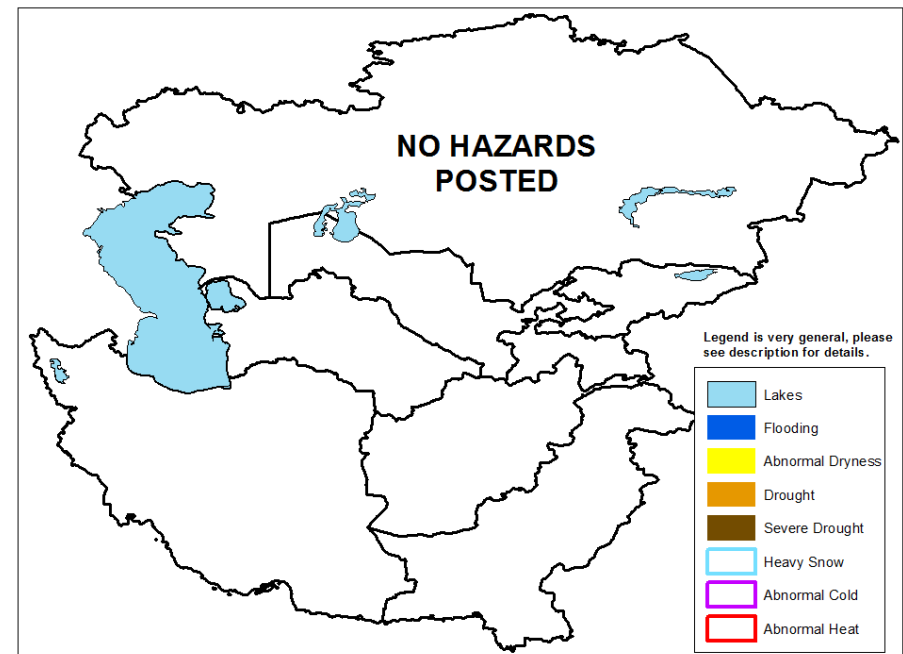 NO HAZARDS
POSTED
Legend is very general, please
see description for details.
Lakes
Flooding
Abnormal Dryness
Drought
Severe Drought
Heavy Snow
Abnormal Cold
Abnormal Heat